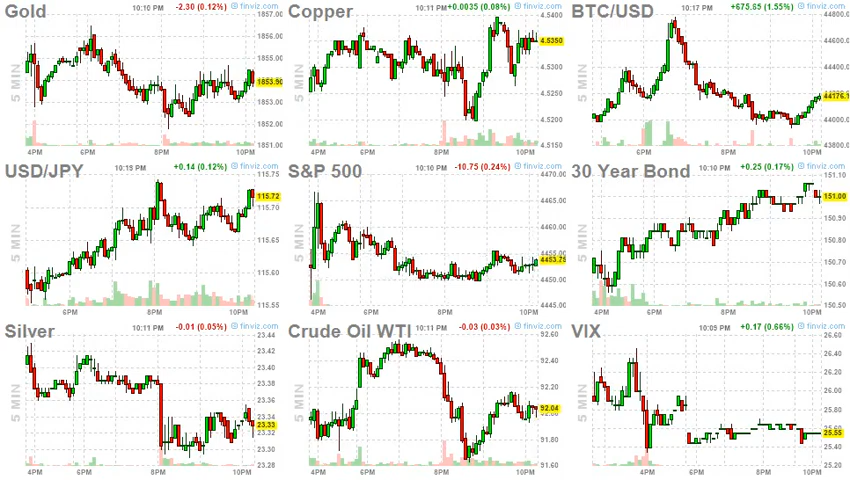 Gold 10:10 PM -2.30 (0.12%) finviz.com
5 MIN
1857.00
1856.00
1855.00
1853.90
1853.00
1852.00
1851.00
4PM 6PM 8PM 10PM
Copper 10:11 PM +0.0035 (0.08%) finviz.com
5 MIN
4.5400
4.5350
4.5300
4.5250
4.5200
4.5150
4PM 6PM 8PM 10PM
BTC/USD 10:17 PM +675.65 (1.55%) finviz.com
5 MIN
44800.0
44600.0
44400.0
44176.1
44000.0
43800.0
4PM 6PM 8PM 10PM
USD/JPY +0.14 (0.12%) finviz.com
5 MIN
115.72
115.65
115.60
115.55
6PM 8PM 10PM
S&P 500 10:10 PM -10.75 (0.24%) finviz.com
5 MIN
4470.00
4465.00
4460.00
4455.00
4453.75
4450.00
4445.00
4PM 6PM 8PM 10PM
30 Year Bond 10:10 PM +0.25 (0.17%) finviz.com
5 MIN
151.10
151.00
150.90
150.80
150.70
150.60
150.50
4PM 6PM 8PM 10PM
Silver 10:11 PM -0.01 (0.05%) finviz.com
5 MIN
23.44
23.42
23.40
23.38
23.36
23.34
23.33
23.32
23.30
23.28
4PM 6PM 8PM 10PM
Crude Oil WTI 10:11 PM -0.03 (0.03%) finviz.com
5 MIN
92.60
92.40
92.20
92.04
91.80
91.60
4PM 6PM 8PM 10PM
VIX 10:05 PM +0.17 (0.66%) finviz.com
5 MIN
26.60
26.40
26.20
26.00
25.80
25.60
25.55
25.40
25.20
4PM 6PM 8PM 10PM